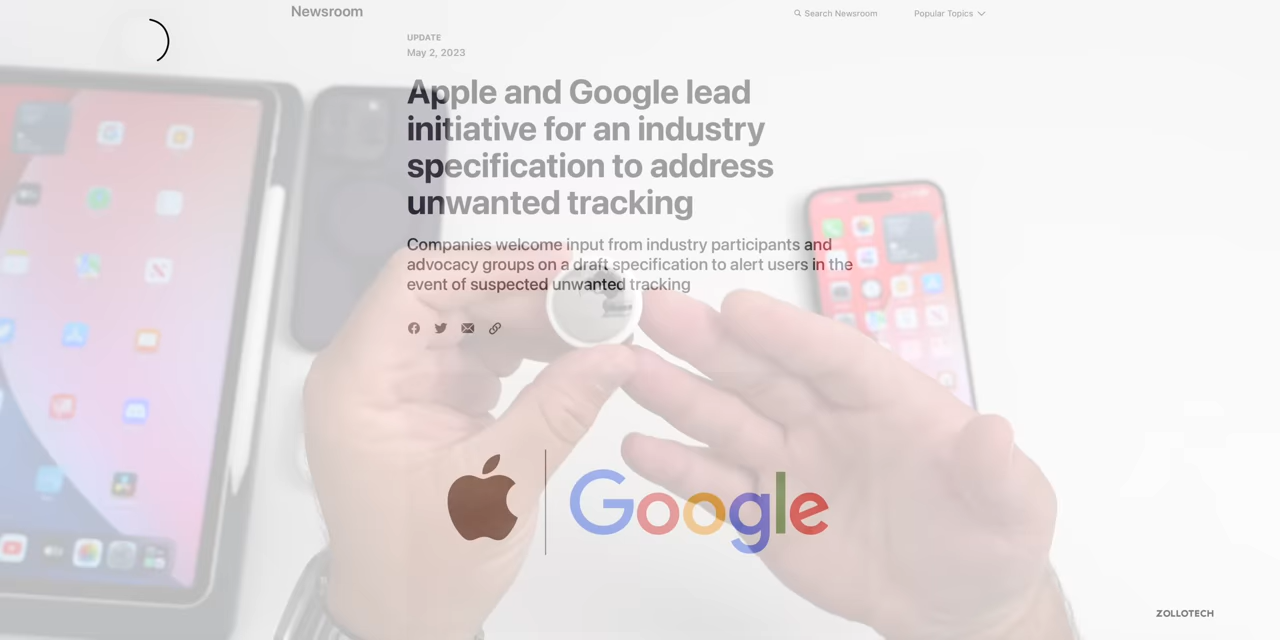 Newsroom
Search Newsroom
Popular Topics
UPDATE
May 2, 2023
Apple and Google lead
initiative for an industry
specification to address
unwanted tracking
Companies welcome input from industry participants and
advocacy groups on a draft specification to alert users in the
event of suspected unwanted tracking
Google
ZOLLOTECH